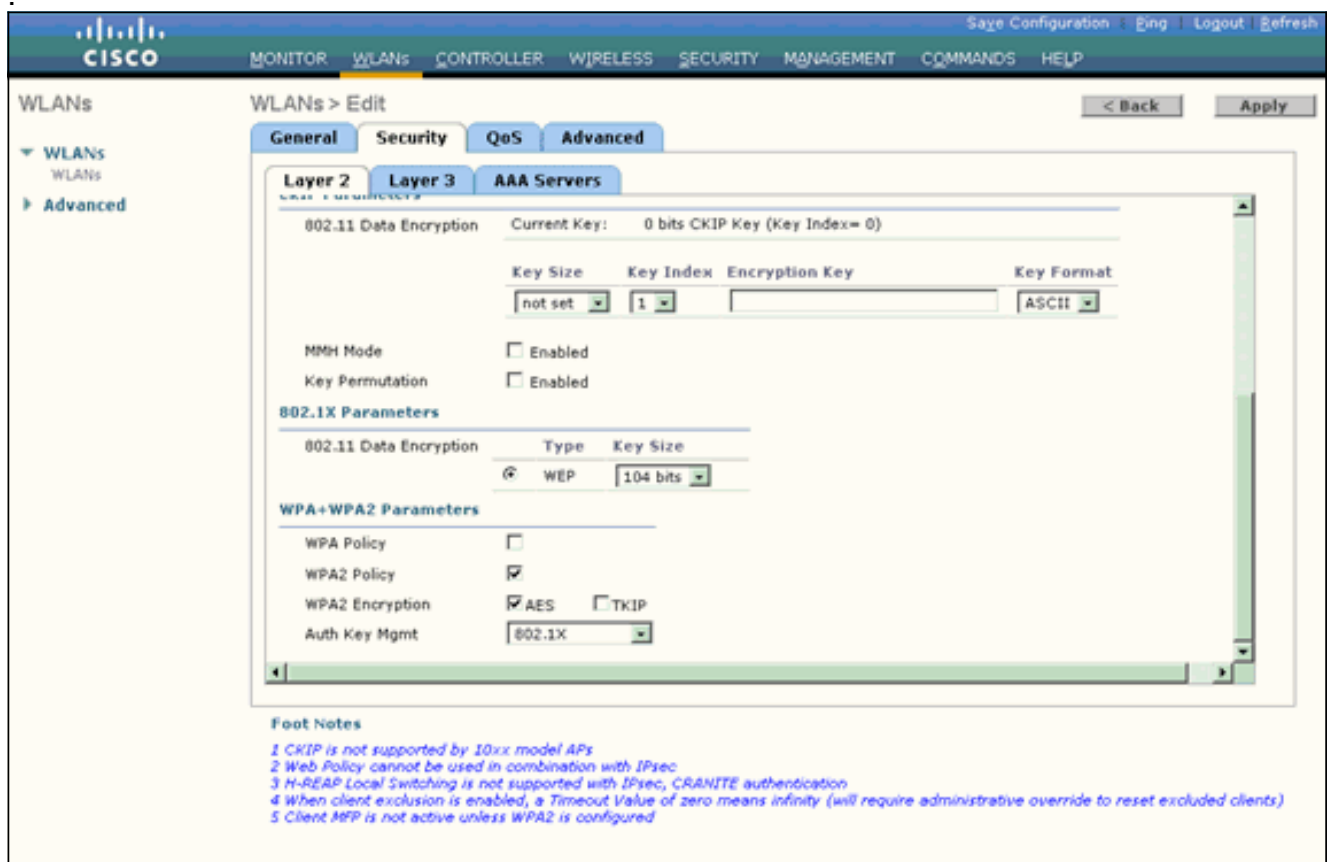 Save Configuration | Ping | Logout | Refresh
CISCO
MONITOR WLANs CONTROLLER WIRELESS SECURITY MANAGEMENT COMMANDS HELP
WLANs
WLANs
WLANs
Advanced
WLANs > Edit
< Back Apply
General Security QoS Advanced
Layer 2 Layer 3 AAA Servers
CKIP Parameters
802.11 Data Encryption Current Key: 0 bits CKIP Key (Key Index= 0)
Key Size Key Index Encryption Key Key Format
not set 1 ASCII
MMH Mode Enabled
Key Permutation Enabled
802.1X Parameters
802.11 Data Encryption Type Key Size
WEP 104 bits
WPA+WPA2 Parameters
WPA Policy
WPA2 Policy
WPA2 Encryption AES TKIP
Auth Key Mgmt 802.1X
Foot Notes
1 CKIP is not supported by 10xx model APs
2 Web Policy cannot be used in combination with IPsec
3 H-REAP Local Switching is not supported with IPsec, CRANITE authentication
4 When client exclusion is enabled, a Timeout Value of zero means infinity (will require administrative override to reset excluded clients)
5 Client MFP is not active unless WPA2 is configured